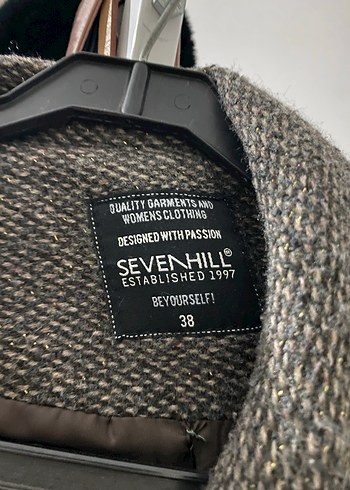 QUALITY GARMENTS AND
WOMENS CLOTHING
DESIGNED WITH PASSION
SEVENHILL®
ESTABLISHED 1997
BEYOURSELF!
38